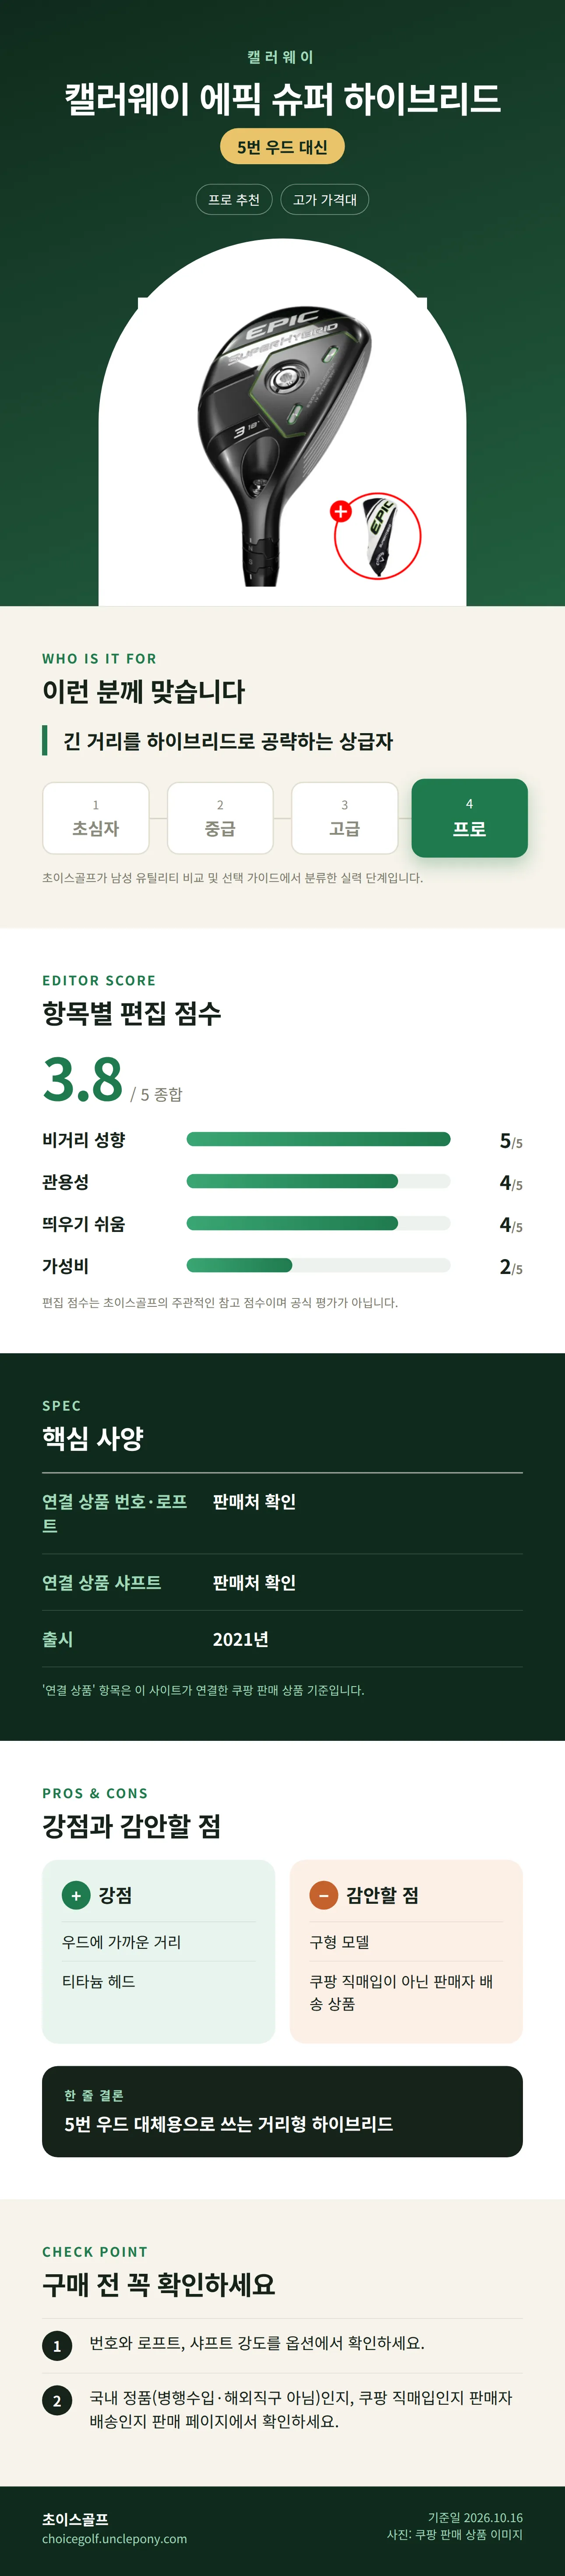 캘러웨이
캘러웨이 에픽 슈퍼 하이브리드
5번 우드 대신
프로 추천
고가 가격대
EPIC
SUPER HYBRID
3 18°
+
EPIC
WHO IS IT FOR
이런 분께 맞습니다
긴 거리를 하이브리드로 공략하는 상급자
1
초심자
2
중급
3
고급
4
프로
초이스골프가 남성 유틸리티 비교 및 선택 가이드에서 분류한 실력 단계입니다.
EDITOR SCORE
항목별 편집 점수
3.8 / 5 종합
비거리 성향 5/5
관용성 4/5
띄우기 쉬움 4/5
가성비 2/5
편집 점수는 초이스골프의 주관적인 참고 점수이며 공식 평가가 아닙니다.
SPEC
핵심 사양
연결 상품 번호·로프
트
판매처 확인
연결 상품 샤프트 판매처 확인
출시 2021년
'연결 상품' 항목은 이 사이트가 연결한 쿠팡 판매 상품 기준입니다.
PROS & CONS
강점과 감안할 점
+ 강점
우드에 가까운 거리
티타늄 헤드
− 감안할 점
구형 모델
쿠팡 직매입이 아닌 판매자 배
송 상품
한 줄 결론
5번 우드 대체용으로 쓰는 거리형 하이브리드
CHECK POINT
구매 전 꼭 확인하세요
1 번호와 로프트, 샤프트 강도를 옵션에서 확인하세요.
2 국내 정품(병행수입·해외직구 아님)인지, 쿠팡 직매입인지 판매자
배송인지 판매 페이지에서 확인하세요.
초이스골프
choicegolf.unclepony.com
기준일 2026.10.16
사진: 쿠팡 판매 상품 이미지